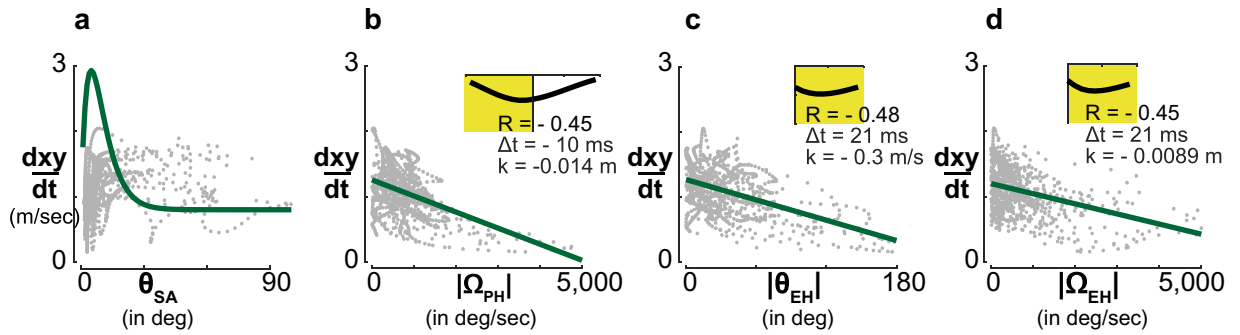 a
3
dxy
dt
(m/sec)
0
0
θSA
90
(in deg)
b
3
R = - 0.45
Δt = - 10 ms
k = -0.014 m
dxy
dt
0
0
|ΩPH|
5,000
(in deg/sec)
c
3
R = - 0.48
Δt = 21 ms
k = - 0.3 m/s
dxy
dt
0
0
|θEH|
180
(in deg)
d
3
R = - 0.45
Δt = 21 ms
k = - 0.0089 m
dxy
dt
0
0
|ΩEH|
5,000
(in deg/sec)